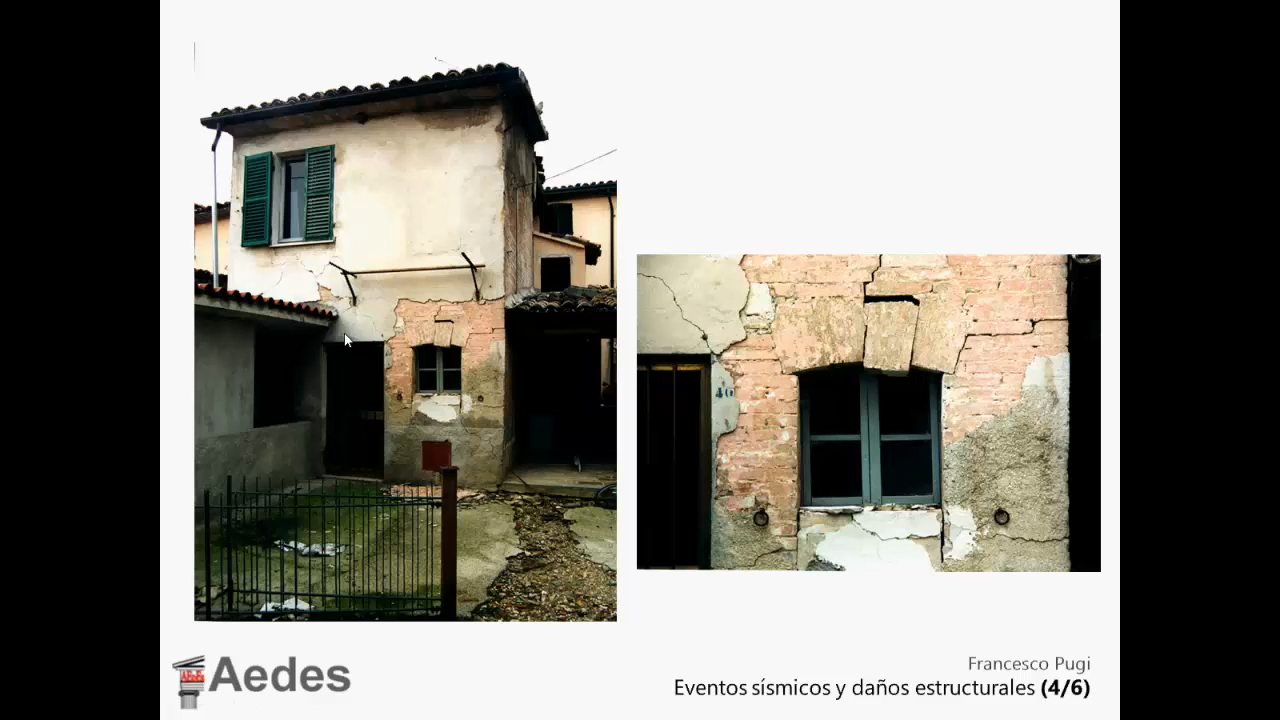 Aedes
Francesco Pugi
Eventos sísmicos y daños estructurales (4/6)